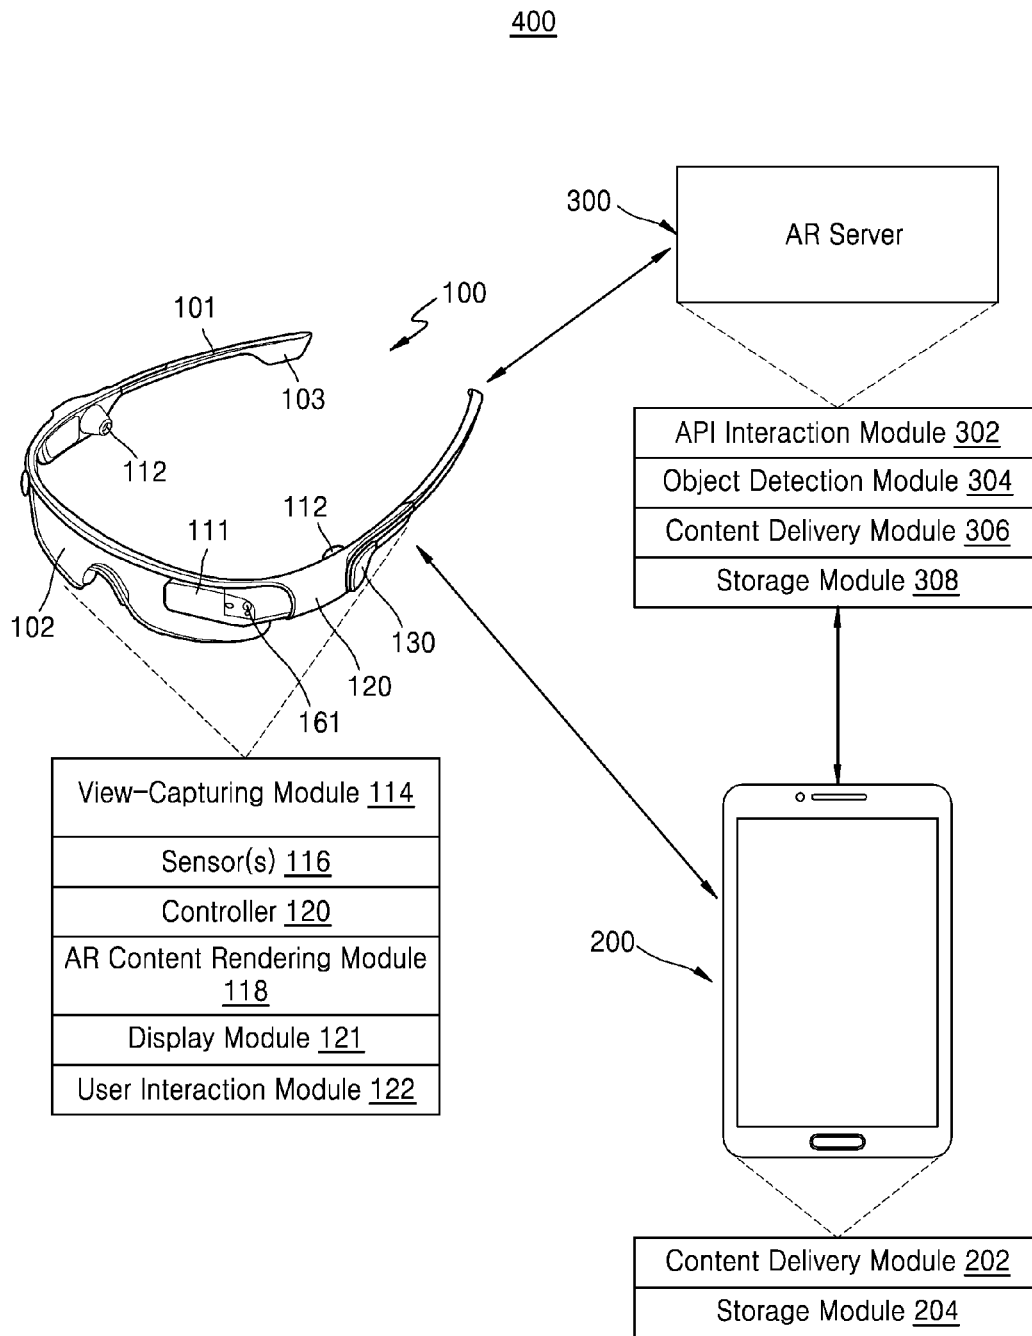 400
300
AR Server
100
101
103
112
API Interaction Module 302
Object Detection Module 304
Content Delivery Module 306
Storage Module 308
112
111
102
130
120
161
View-Capturing Module 114
Sensor(s) 116
Controller 120
AR Content Rendering Module
118
Display Module 121
User Interaction Module 122
200
Content Delivery Module 202
Storage Module 204